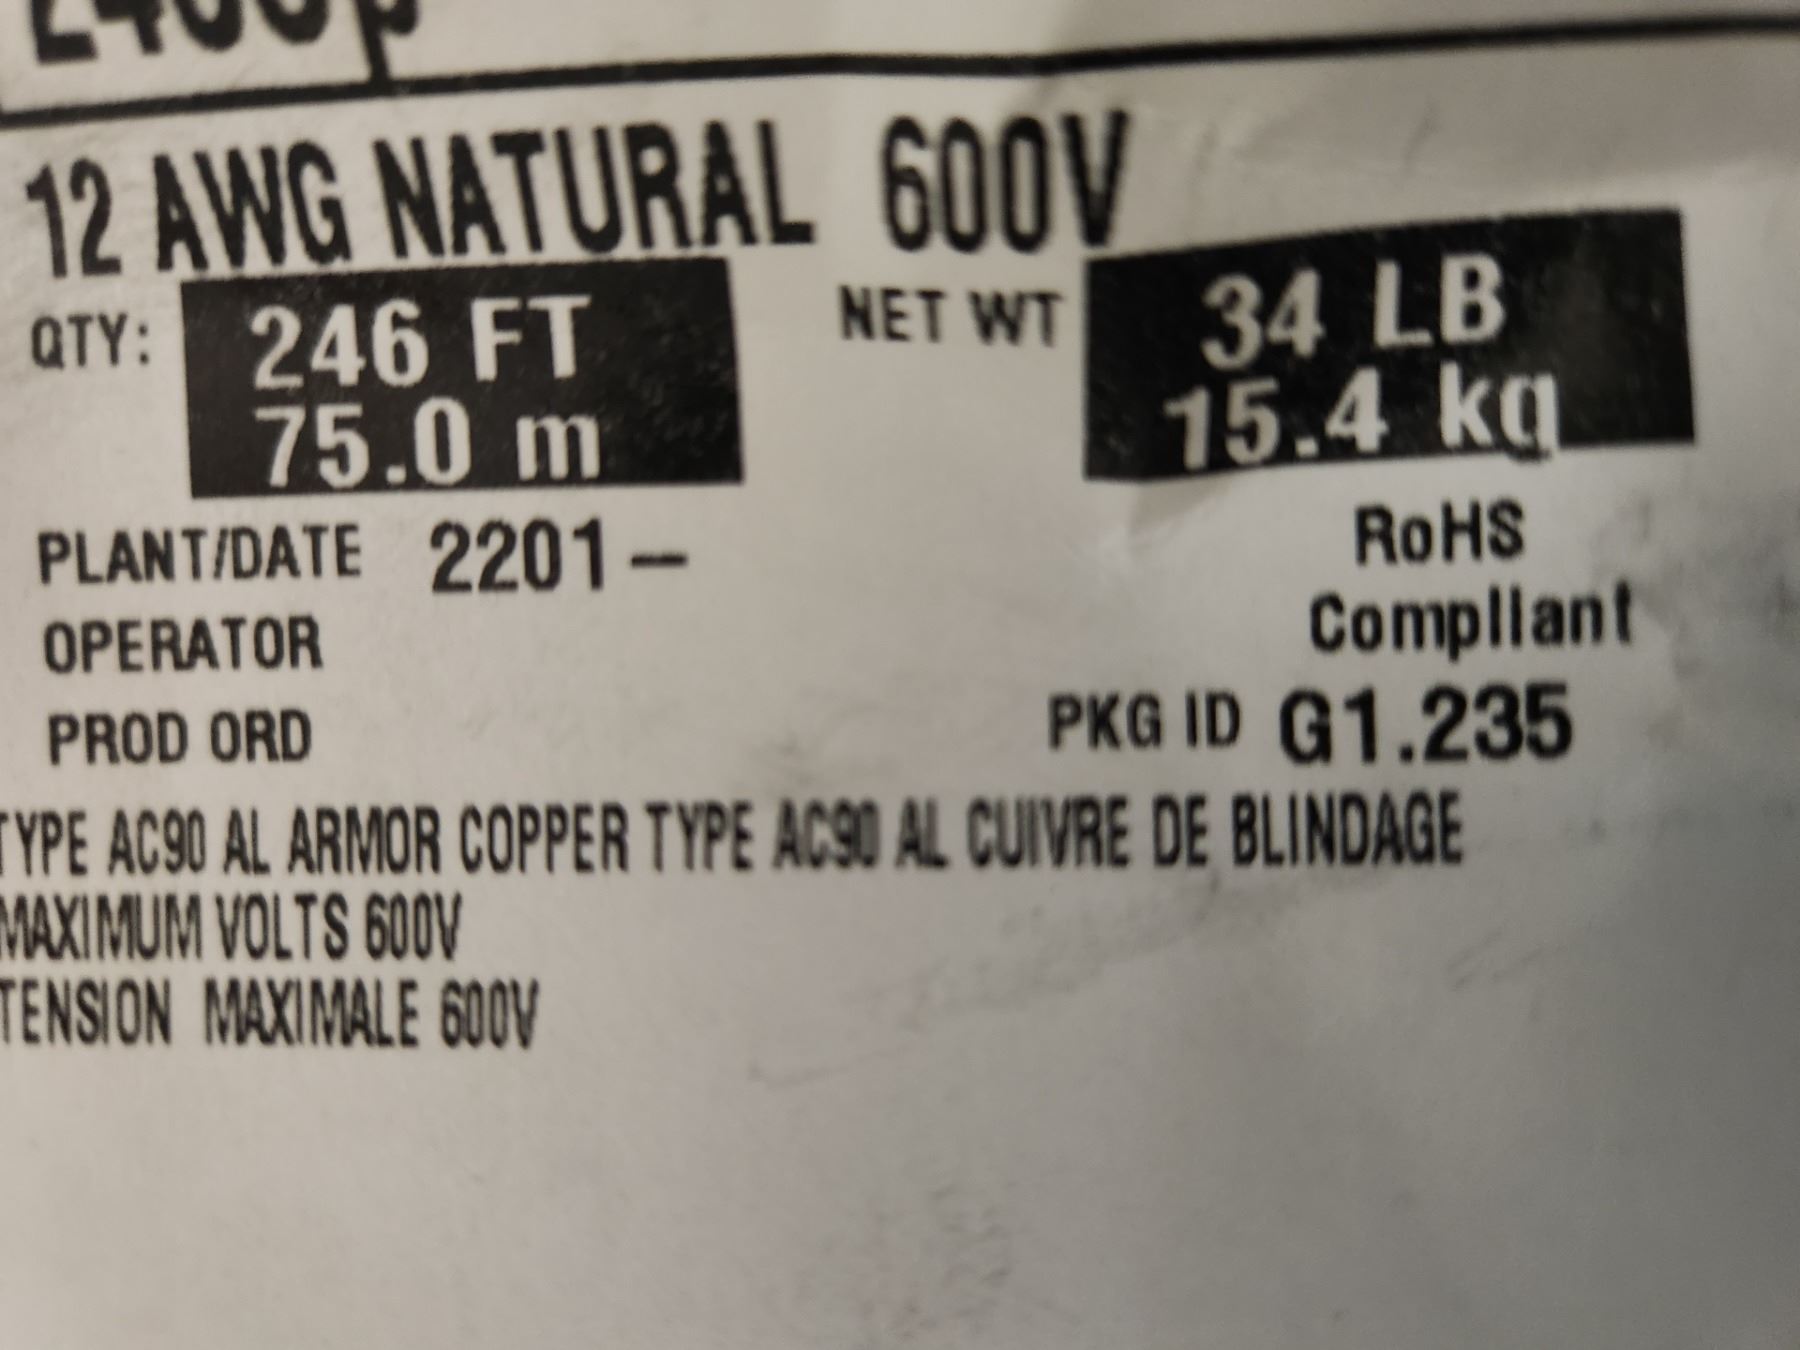 12 AWG NATURAL 600V
QTY: 246 FT 75.0 m NET WT 34 LB 15.4 kg
PLANT/DATE 2201- RoHS
OPERATOR Compliant
PROD ORD PKG ID G1.235
TYPE AC90 AL ARMOR COPPER TYPE AC90 AL CUIVRE DE BLINDAGE
MAXIMUM VOLTS 600V
TENSION MAXIMALE 600V